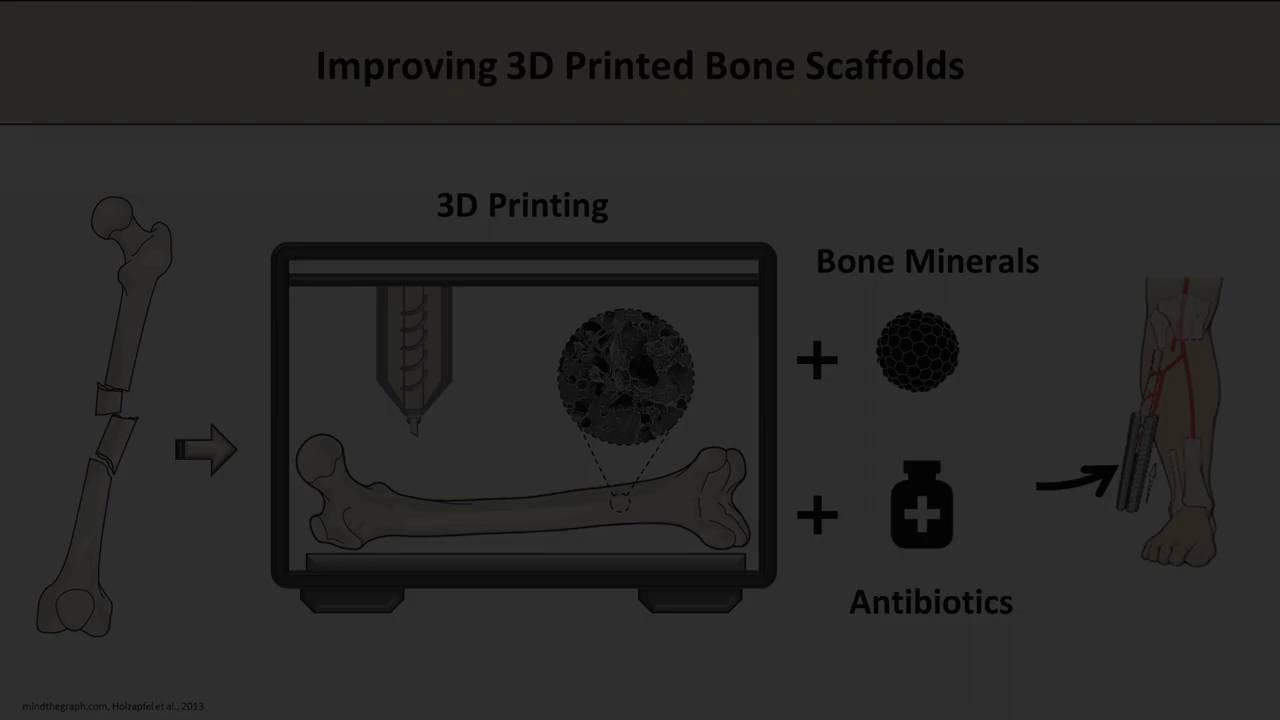 Improving 3D Printed Bone Scaffolds
3D Printing
Bone Minerals
+
+
Antibiotics
mindthegraph.com, Holzapfel et al., 2013